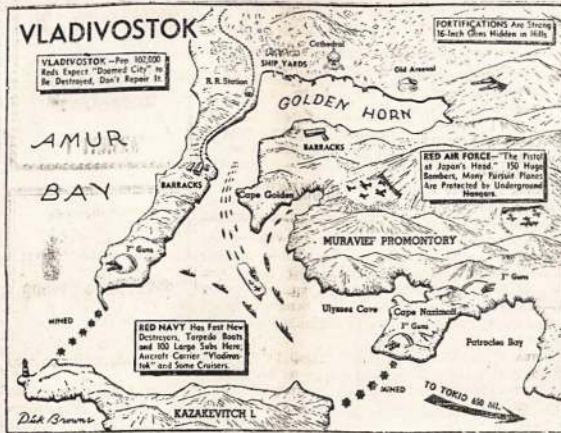 VLADIVOSTOK
VLADIVOSTOK—Pop 102,000
Reds Expect "Doomed City" to
Be Destroyed, Don't Repair It.
FORTIFICATIONS Are Strong
16-Inch Guns Hidden in Hills
Cathedral
SHIP YARDS
R. R. Station
Old Arsenal
GOLDEN HORN
AMUR
BAY
BARRACKS
BARRACKS
RED AIR FORCE—"The Pistol
at Japan's Head." 150 Huge
Bombers, Many Pursuit Planes
Are Protected by Underground
Hangars.
Cape Goldin
MURAVIEF PROMONTORY
3" Guns
3" Guns
Ulysses Cove
Cape Nazimoff
3" Guns
Patroclos Bay
MINED
RED NAVY Has Fast New
Destroyers, Torpedo Boats
and 100 Large Subs Here;
Aircraft Carrier "Vladivos-
tok" and Some Cruisers.
MINED
TO TOKIO 650 MI.
KAZAKEVITCH I.
Dick Browne